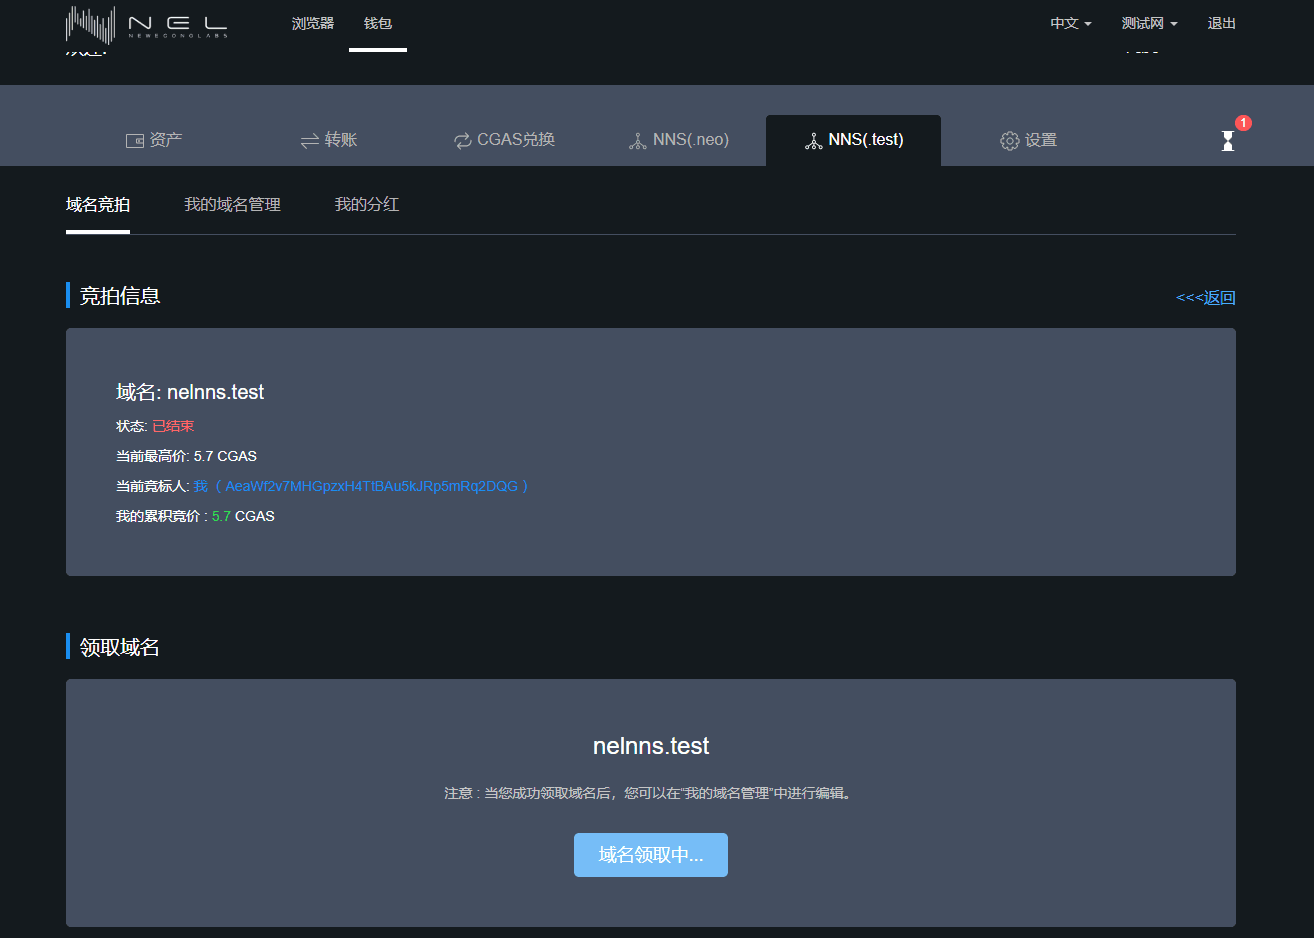 NEL
NEWECONOLABS
浏览器
钱包
中文
测试网
退出
资产
转账
CGAS兑换
NNS(.neo)
NNS(.test)
设置
1
域名竞拍
我的域名管理
我的分红
竞拍信息
<<<返回
域名: nelnns.test
状态: 已结束
当前最高价: 5.7 CGAS
当前竞标人: 我（ AeaWf2v7MHGpzxH4TtBAu5kJRp5mRq2DQG ）
我的累积竞价 : 5.7 CGAS
领取域名
nelnns.test
注意 : 当您成功领取域名后，您可以在“我的域名管理”中进行编辑。
域名领取中...